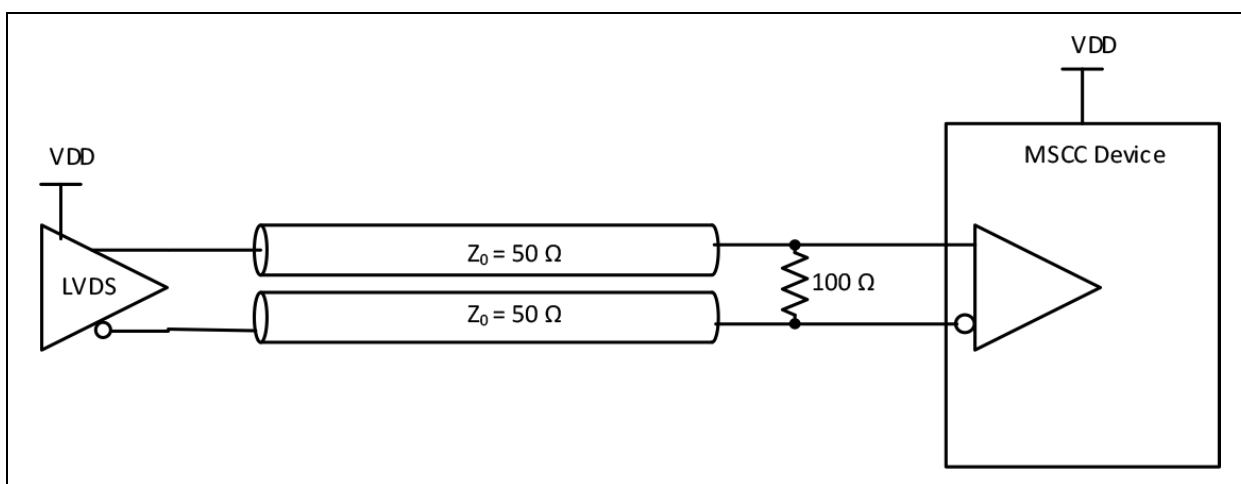 VDD
MSCC Device
VDD
LVDS
Z₀ = 50 Ω
100 Ω
Z₀ = 50 Ω